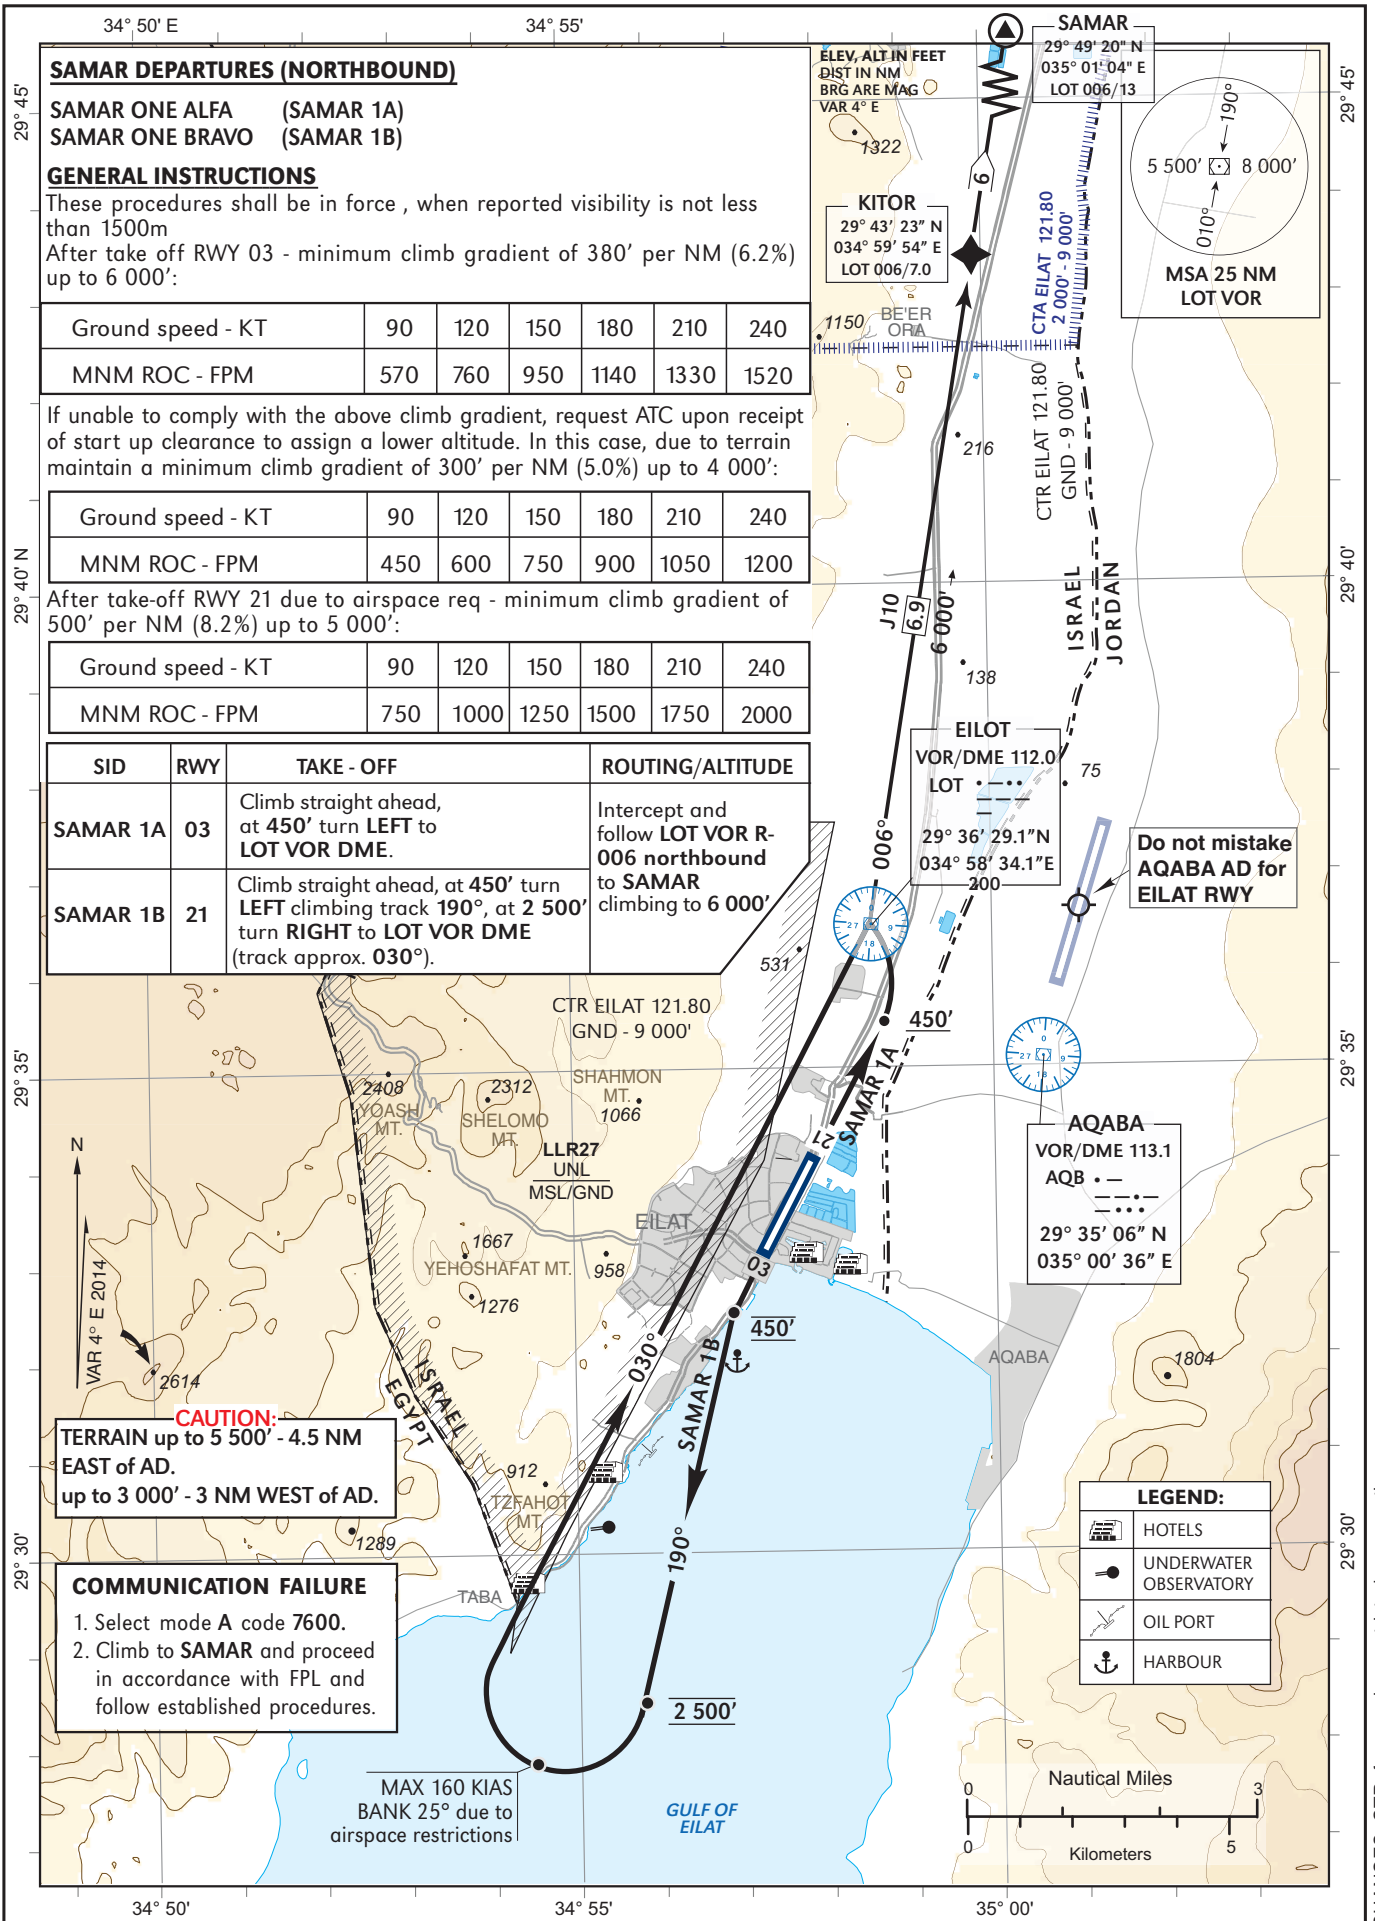 34° 50' E
34° 55'
SAMAR DEPARTURES (NORTHBOUND)
SAMAR ONE ALFA (SAMAR 1A)
SAMAR ONE BRAVO (SAMAR 1B)
GENERAL INSTRUCTIONS
These procedures shall be in force , when reported visibility is not less
than 1500m
After take off RWY 03 - minimum climb gradient of 380' per NM (6.2%)
up to 6 000':
Ground speed - KT 90 120 150 180 210 240
MNM ROC - FPM 570 760 950 1140 1330 1520
If unable to comply with the above climb gradient, request ATC upon receipt
of start up clearance to assign a lower altitude. In this case, due to terrain
maintain a minimum climb gradient of 300' per NM (5.0%) up to 4 000':
Ground speed - KT 90 120 150 180 210 240
MNM ROC - FPM 450 600 750 900 1050 1200
After take-off RWY 21 due to airspace req - minimum climb gradient of
500' per NM (8.2%) up to 5 000':
Ground speed - KT 90 120 150 180 210 240
MNM ROC - FPM 750 1000 1250 1500 1750 2000
SID RWY TAKE - OFF ROUTING/ALTITUDE
SAMAR 1A 03
Climb straight ahead,
at 450' turn LEFT to
LOT VOR DME.
SAMAR 1B 21
Climb straight ahead, at 450' turn
LEFT climbing track 190°, at 2 500'
turn RIGHT to LOT VOR DME
(track approx. 030°).
Intercept and
follow LOT VOR R-
006 northbound
to SAMAR
climbing to 6 000'
ELEV, ALT IN FEET
DIST IN NM
BRG ARE MAG
VAR 4° E
1322
SAMAR
29° 49' 20" N
035° 01' 04" E
LOT 006/13
190°
5 500' 8 000'
010°
MSA 25 NM
LOT VOR
6
KITOR
29° 43' 23" N
034° 59' 54" E
LOT 006/7.0
CTA EILAT 121.80
2 000' - 9 000'
1150
BE'ER
ORA
CTR EILAT 121.80
GND - 9 000'
216
J10
6.9
6 000'
ISRAEL
JORDAN
138
EILOT
VOR/DME 112.0
LOT
29° 36' 29.1"N
034° 58' 34.1"E
200
75
Do not mistake
AQABA AD for
EILAT RWY
006°
0
27 9
18
531
CTR EILAT 121.80
GND - 9 000'
450'
SAMAR 1A
0
27 9
18
2408
YOASH
MT.
2312
SHELOMO
MT.
SHAHMON
MT.
1066
LLR27
UNL
MSL/GND
21
AQABA
VOR/DME 113.1
AQB
29° 35' 06" N
035° 00' 36" E
N
VAR 4° E 2014
EILAT
1667
YEHOSHAFAT MT.
958
1276
03
450'
SAMAR 1B
030°
AQABA
1804
2614
ISRAEL
EGYPT
CAUTION:
TERRAIN up to 5 500' - 4.5 NM
EAST of AD.
up to 3 000' - 3 NM WEST of AD.
912
TZFAHOT
MT.
1289
190°
TABA
COMMUNICATION FAILURE
1. Select mode A code 7600.
2. Climb to SAMAR and proceed
in accordance with FPL and
follow established procedures.
2 500'
MAX 160 KIAS
BANK 25° due to
airspace restrictions
GULF OF
EILAT
LEGEND:
HOTELS
UNDERWATER
OBSERVATORY
OIL PORT
HARBOUR
Nautical Miles
0 3
0 5
Kilometers
29° 45'
29° 40' N
29° 35'
29° 30'
29° 45'
29° 40'
29° 35'
29° 30'
34° 50'
34° 55'
35° 00'